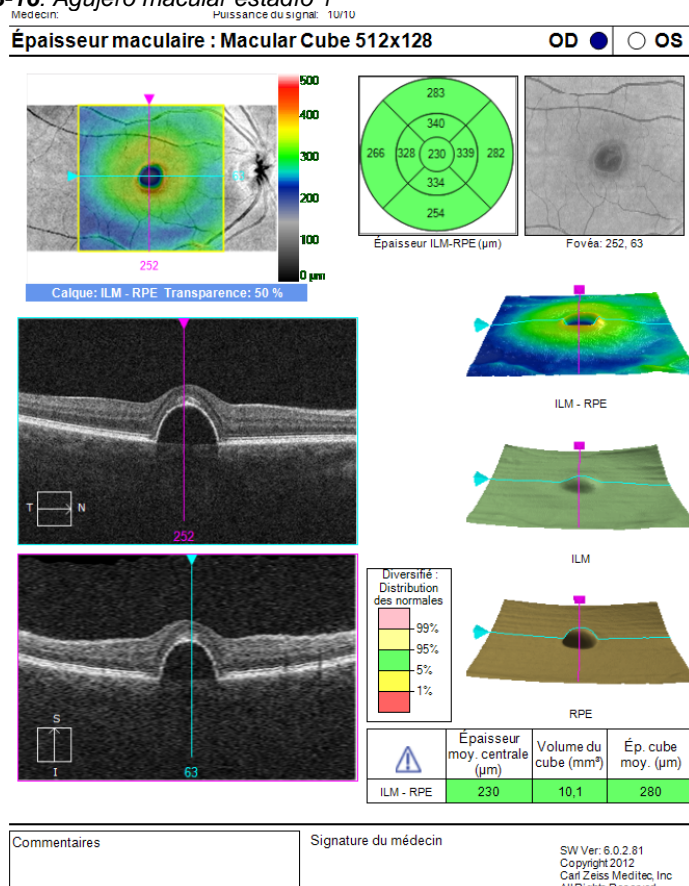 -16. Agujero macular estadio 1
Médecin: Puissance du signal: 10/10
Épaisseur maculaire : Macular Cube 512x128 OD OS
500
400
300
200
100
0 µm
252
Calque: ILM - RPE Transparence: 50 %
283
340
266 328 230 339 282
334
254
Épaisseur ILM-RPE (µm)
Fovéa: 252, 63
ILM - RPE
T N
252
ILM
Diversifié :
Distribution
des normales
99%
95%
5%
1%
S
I
63
RPE
Épaisseur moy. centrale (µm) Volume du cube (mm³) Ép. cube moy. (µm)
ILM - RPE 230 10,1 280
Commentaires
Signature du médecin
SW Ver: 6.0.2.81
Copyright 2012
Carl Zeiss Meditec, Inc
All Rights Reserved